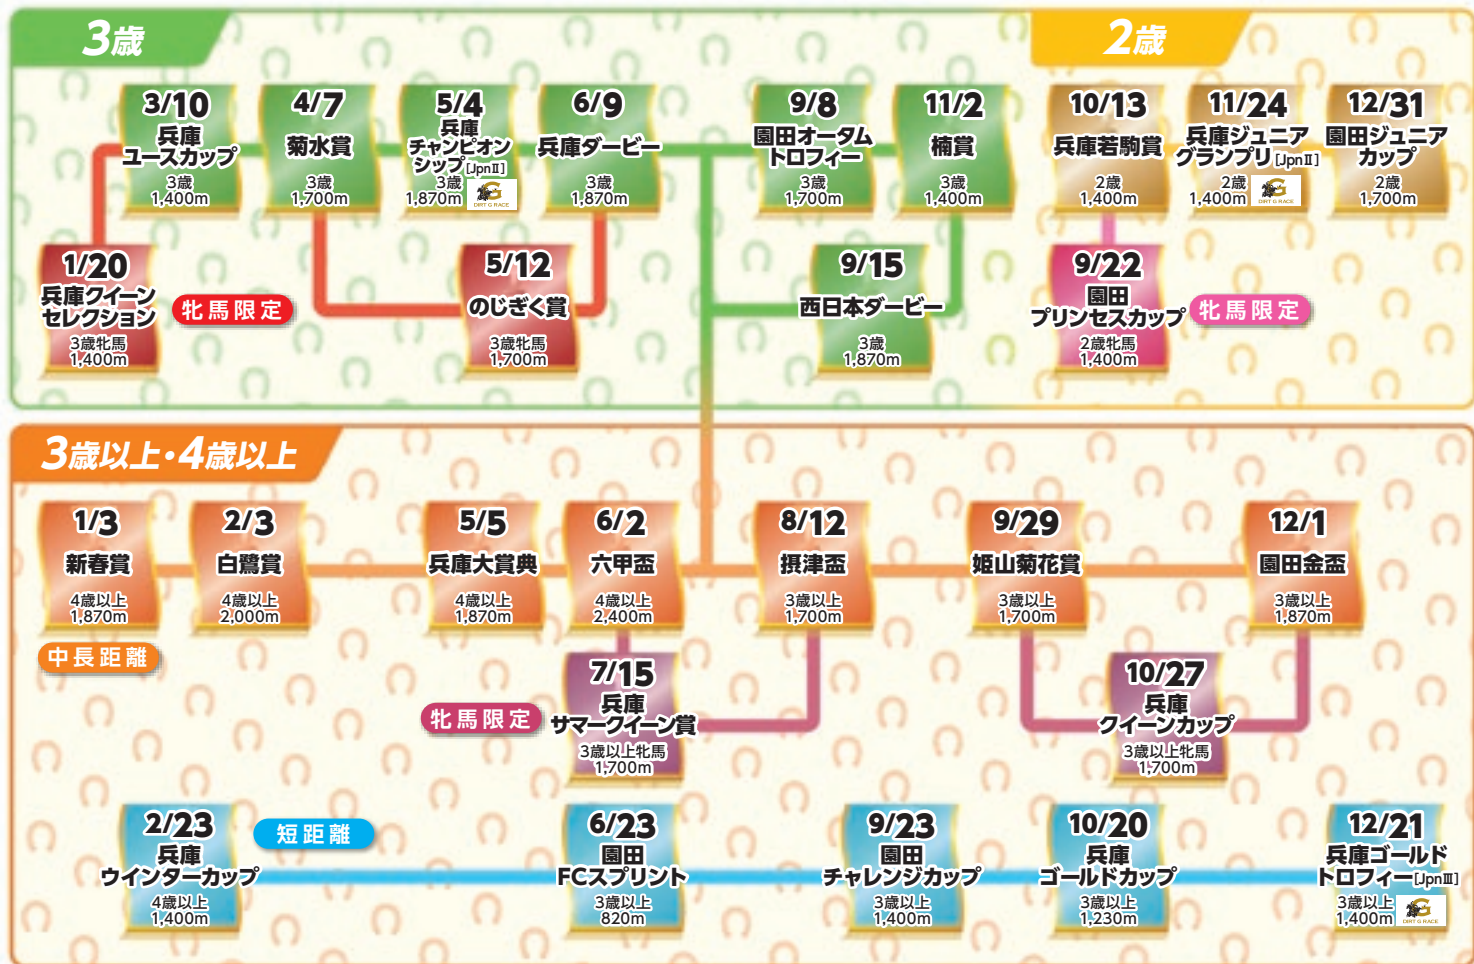 3歳
3/10
兵庫
ユースカップ
3歳
1,400m
4/7
菊水賞
3歳
1,700m
5/4
兵庫
チャンピオン
シップ[JpnⅡ]
3歳
1,870m
G
DIRT G RACE
6/9
兵庫ダービー
3歳
1,870m
9/8
園田オータム
トロフィー
3歳
1,700m
11/2
楠賞
3歳
1,400m
1/20
兵庫クイーン
セレクション
3歳牝馬
1,400m
牝馬限定
5/12
のじぎく賞
3歳牝馬
1,700m
9/15
西日本ダービー
3歳
1,870m
2歳
10/13
兵庫若駒賞
2歳
1,400m
11/24
兵庫ジュニア
グランプリ[JpnⅡ]
2歳
1,400m
G
DIRT G RACE
12/31
園田ジュニア
カップ
2歳
1,700m
9/22
園田
プリンセスカップ
2歳牝馬
1,400m
牝馬限定
3歳以上・4歳以上
1/3
新春賞
4歳以上
1,870m
2/3
白鷺賞
4歳以上
2,000m
5/5
兵庫大賞典
4歳以上
1,870m
6/2
六甲盃
4歳以上
2,400m
8/12
摂津盃
3歳以上
1,700m
9/29
姫山菊花賞
3歳以上
1,700m
12/1
園田金盃
3歳以上
1,870m
中長距離
牝馬限定
7/15
兵庫
サマークイーン賞
3歳以上牝馬
1,700m
10/27
兵庫
クイーンカップ
3歳以上牝馬
1,700m
2/23
兵庫
ウインターカップ
4歳以上
1,400m
短距離
6/23
園田
FCスプリント
3歳以上
820m
9/23
園田
チャレンジカップ
3歳以上
1,400m
10/20
兵庫
ゴールドカップ
3歳以上
1,230m
12/21
兵庫ゴールド
トロフィー[JpnⅢ]
3歳以上
1,400m
G
DIRT G RACE